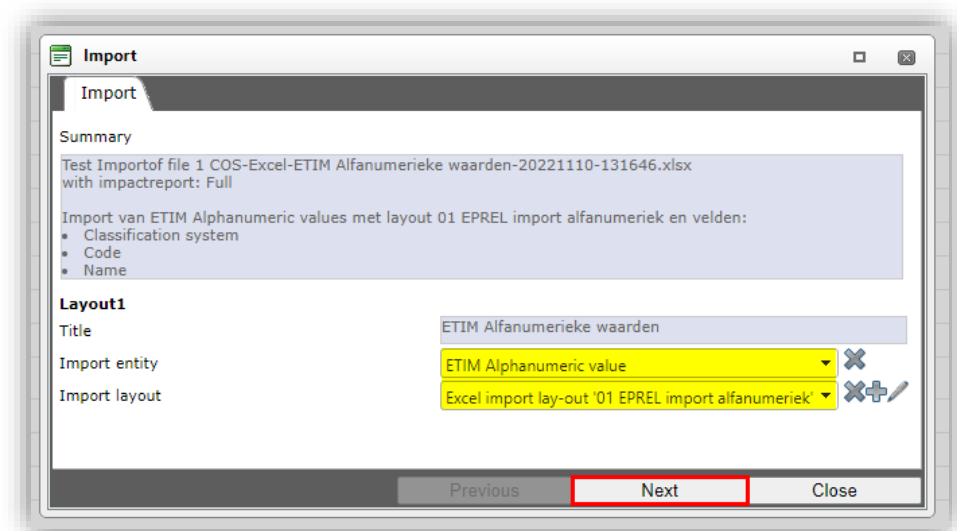 Import
Import
Summary
Test Importof file 1 COS-Excel-ETIM Alfanumerieke waarden-20221110-131646.xlsx
with impactreport: Full
Import van ETIM Alphanumeric values met layout 01 EPREL import alfanumeriek en velden:
• Classification system
• Code
• Name
Layout1
Title ETIM Alfanumerieke waarden
Import entity ETIM Alphanumeric value
Import layout Excel import lay-out '01 EPREL import alfanumeriek'
Previous Next Close